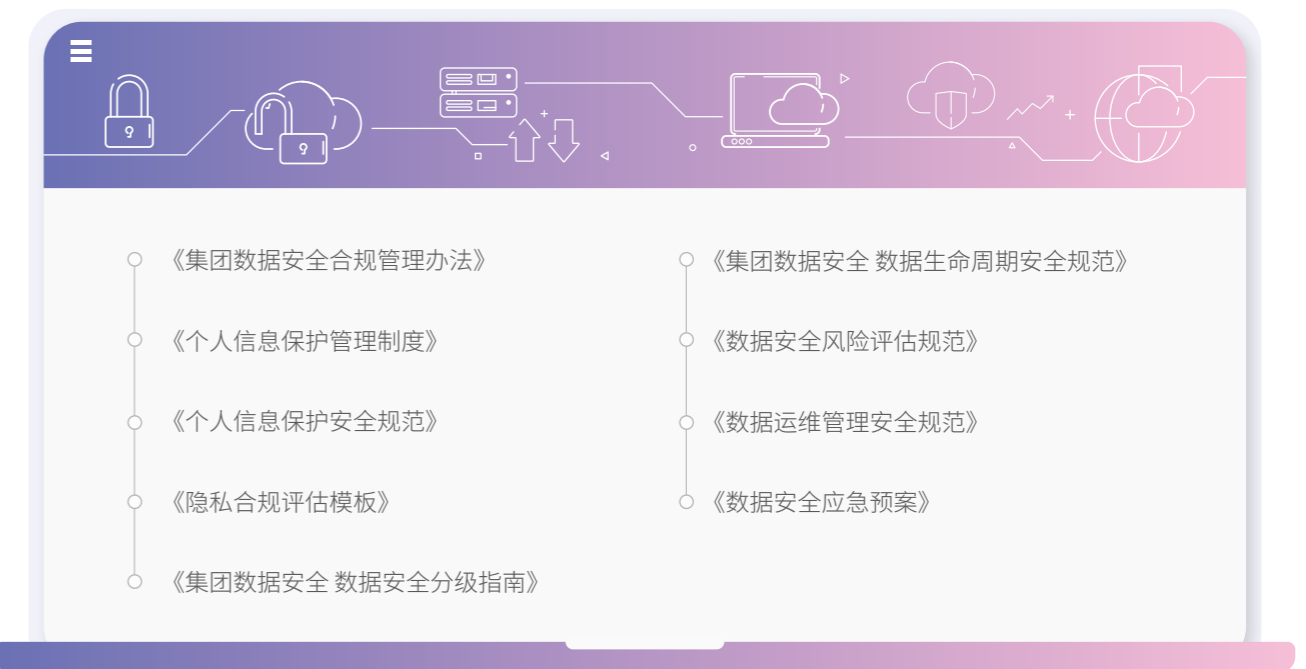 《集团数据安全合规管理办法》
《个人信息保护管理制度》
《个人信息保护安全规范》
《隐私合规评估模板》
《集团数据安全 数据安全分级指南》
《集团数据安全 数据生命周期安全规范》
《数据安全风险评估规范》
《数据运维管理安全规范》
《数据安全应急预案》